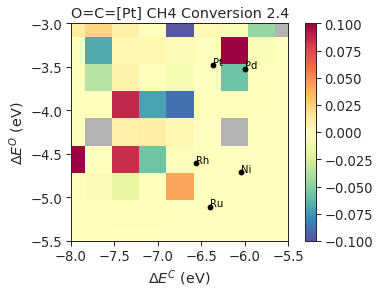 O=C=[Pt] CH4 Conversion 2.4
−3.0
−3.5
−4.0
−4.5
−5.0
−5.5
ΔE^O (eV)
Pt
Pd
Rh
Ni
Ru
−8.0 −7.5 −7.0 −6.5 −6.0 −5.5
ΔE^C (eV)
0.100
0.075
0.050
0.025
0.000
−0.025
−0.050
−0.075
−0.100